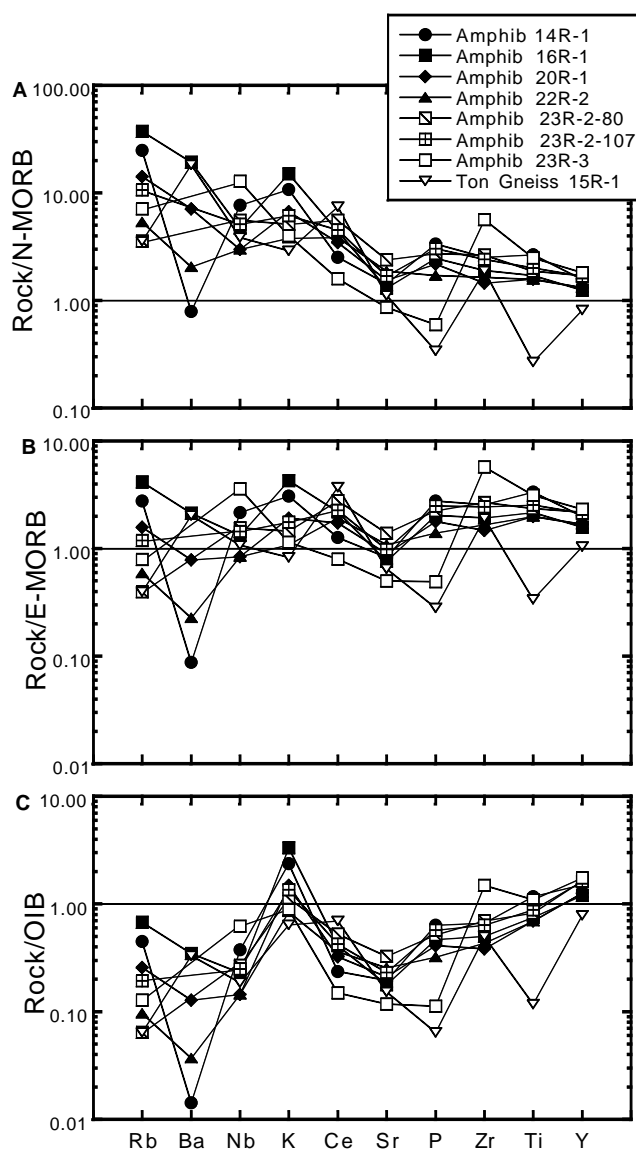 Amphib 14R-1
Amphib 16R-1
Amphib 20R-1
Amphib 22R-2
Amphib 23R-2-80
Amphib 23R-2-107
Amphib 23R-3
Ton Gneiss 15R-1
A
100.00
10.00
1.00
0.10
Rock/N-MORB
B
10.00
1.00
0.10
0.01
Rock/E-MORB
C
10.00
1.00
0.10
0.01
Rock/OIB
Rb Ba Nb K Ce Sr P Zr Ti Y